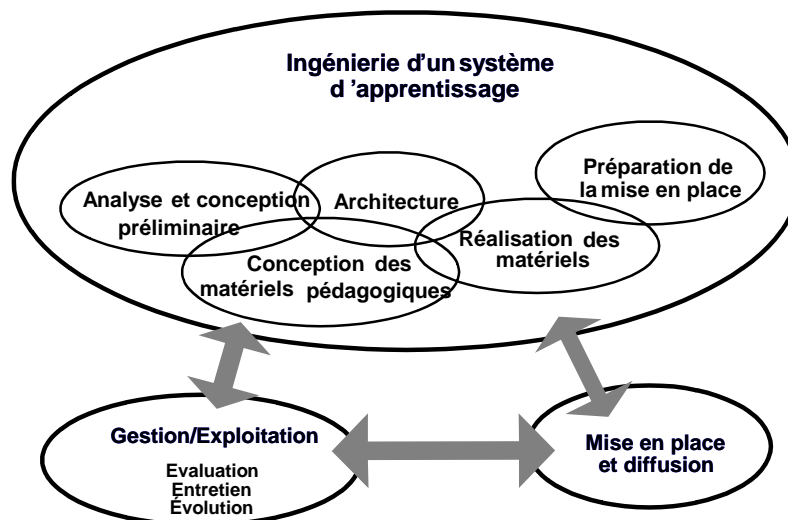 Ingénierie d'un système
d 'apprentissage
Préparation de
la mise en place
Analyse et conception
préliminaire
Architecture
Réalisation des
matériels
Conception des
matériels pédagogiques
Gestion/Exploitation
Evaluation
Entretien
Évolution
Mise en place
et diffusion